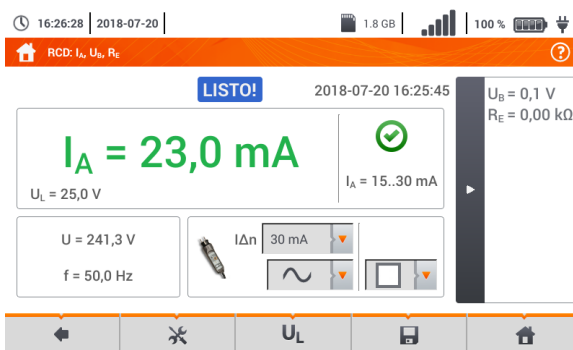 16:26:28 2018-07-20 1.8 GB 100 %
RCD: IA, UB, RE ?
LISTO! 2018-07-20 16:25:45
IA = 23,0 mA
UL = 25,0 V
IA = 15..30 mA
UB = 0,1 V
RE = 0,00 kΩ
U = 241,3 V
f = 50,0 Hz
IΔn 30 mA
UL